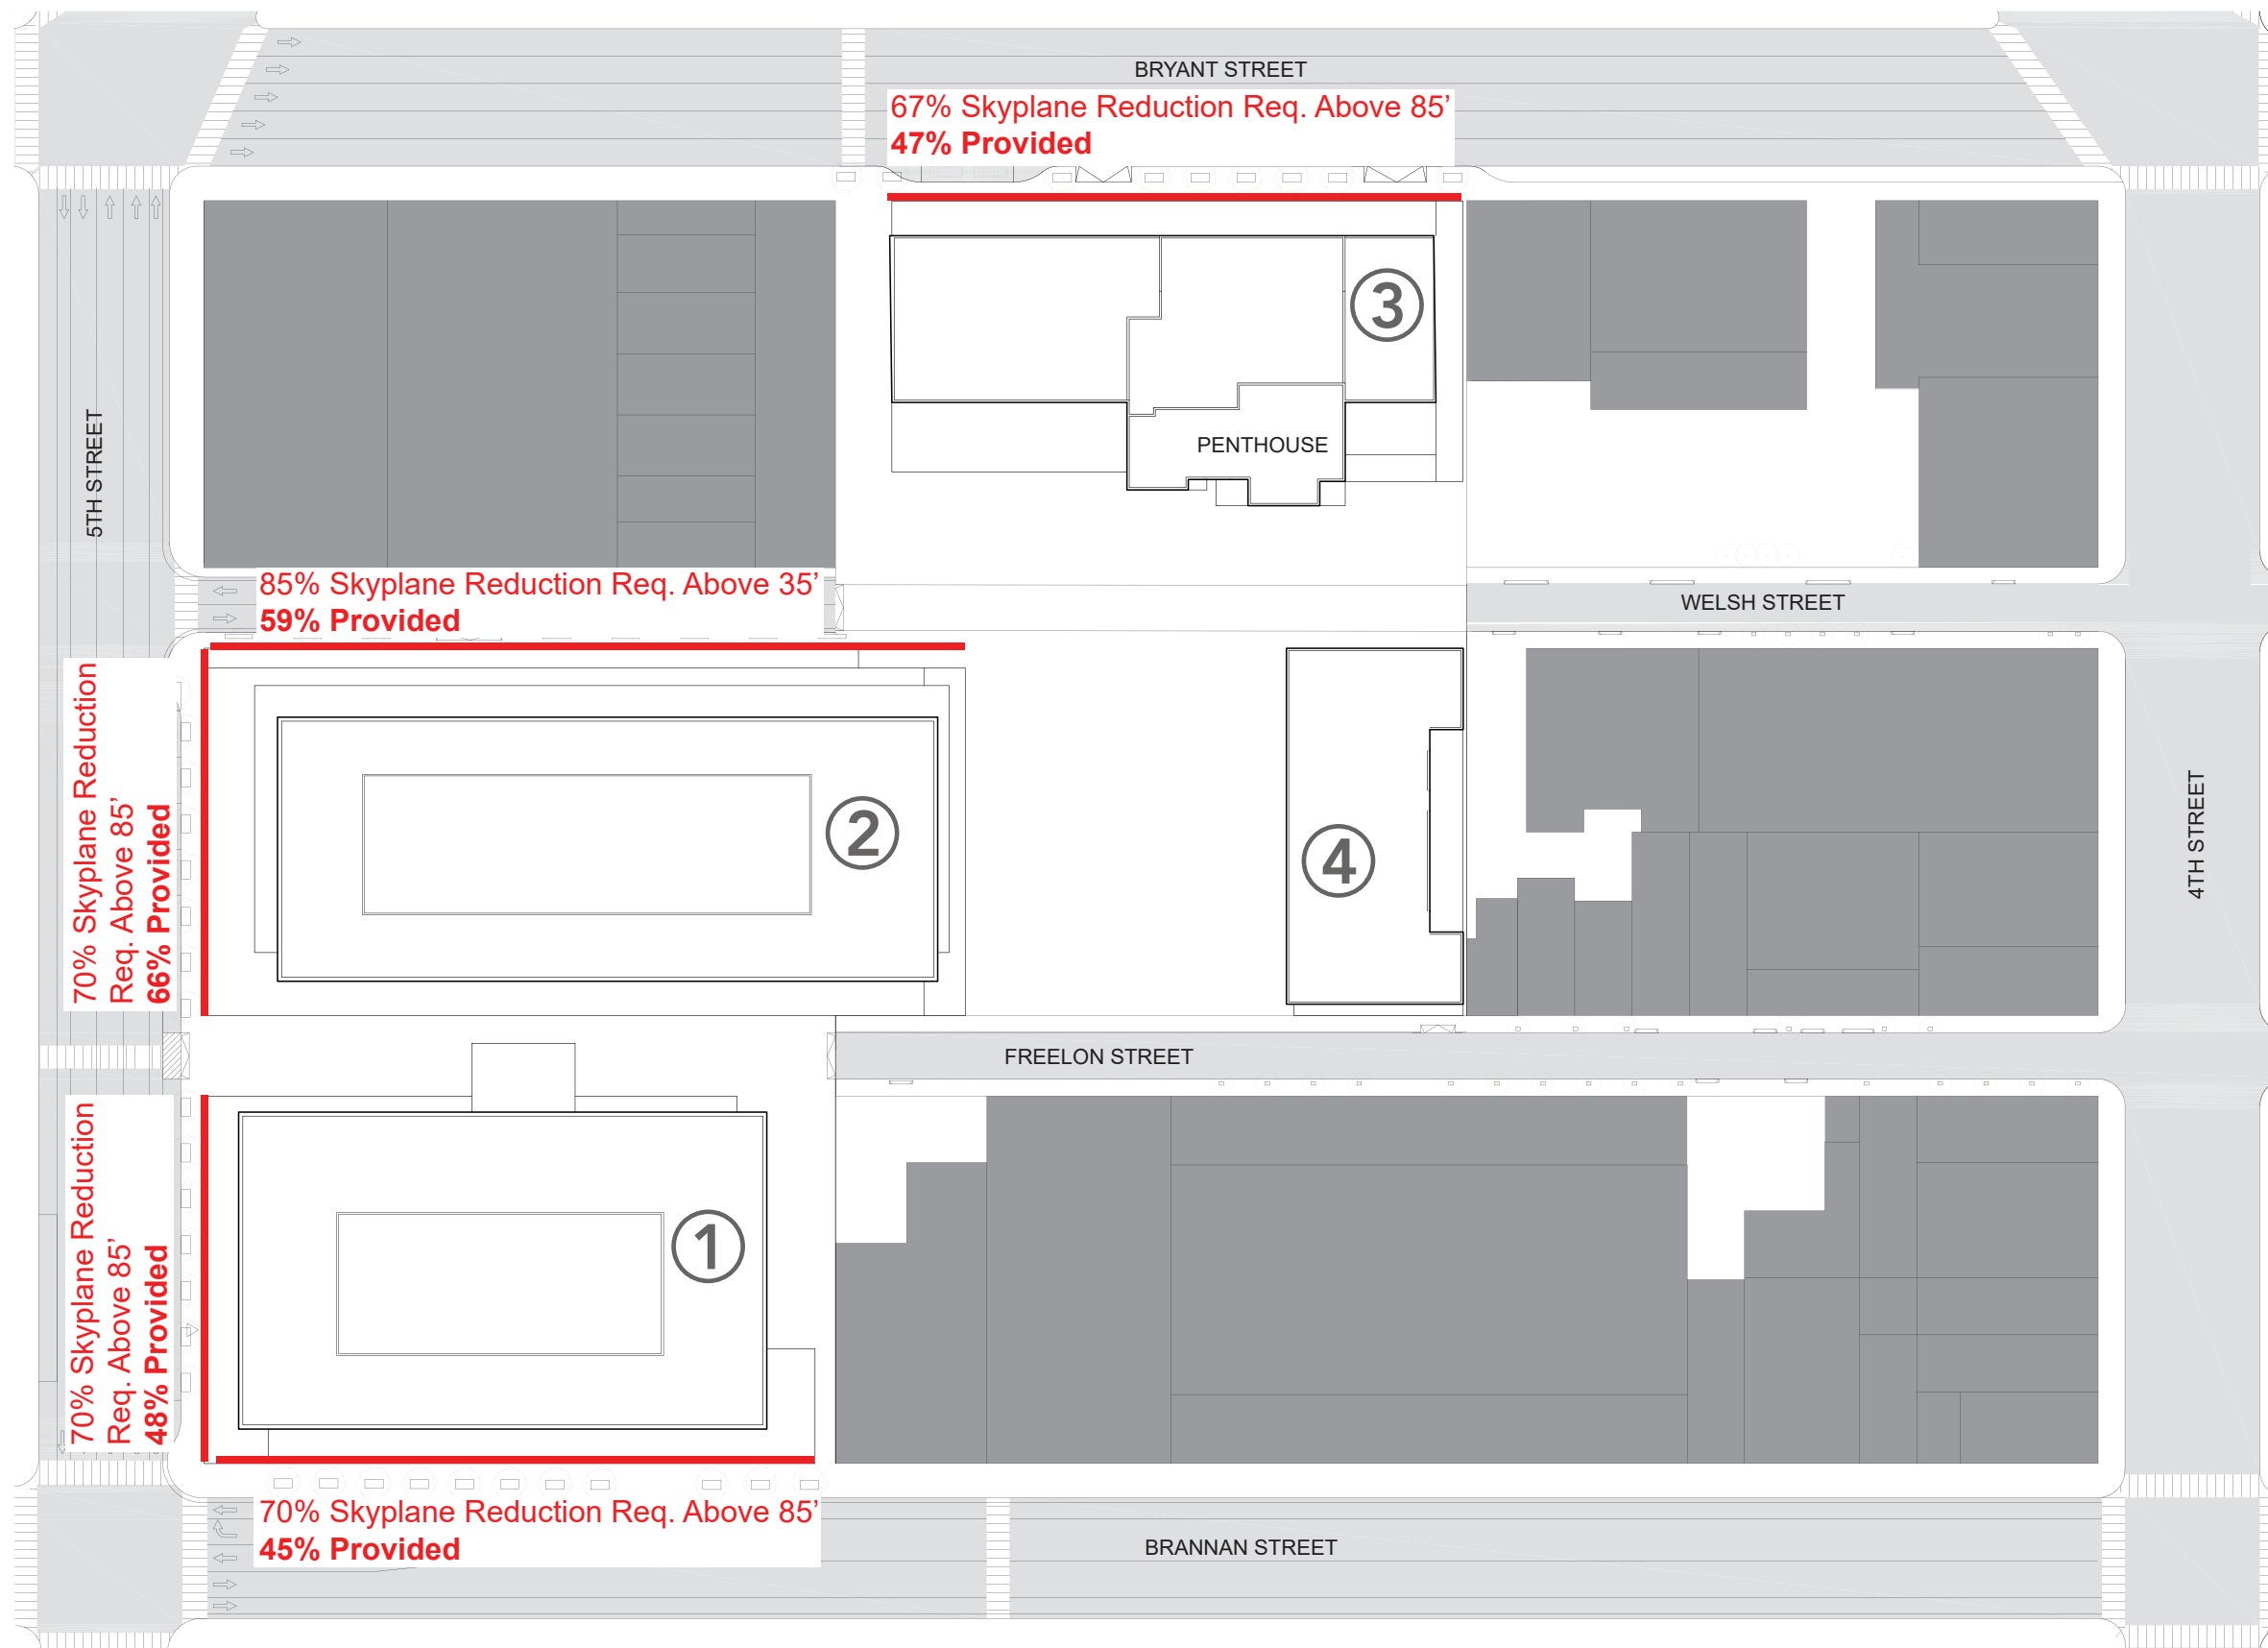 BRYANT STREET
67% Skyplane Reduction Req. Above 85’
47% Provided
3
5TH STREET
PENTHOUSE
85% Skyplane Reduction Req. Above 35’
59% Provided
WELSH STREET
70% Skyplane Reduction
Req. Above 85’
66% Provided
2
4
4TH STREET
FREELON STREET
70% Skyplane Reduction
Req. Above 85’
48% Provided
1
70% Skyplane Reduction Req. Above 85’
45% Provided
BRANNAN STREET